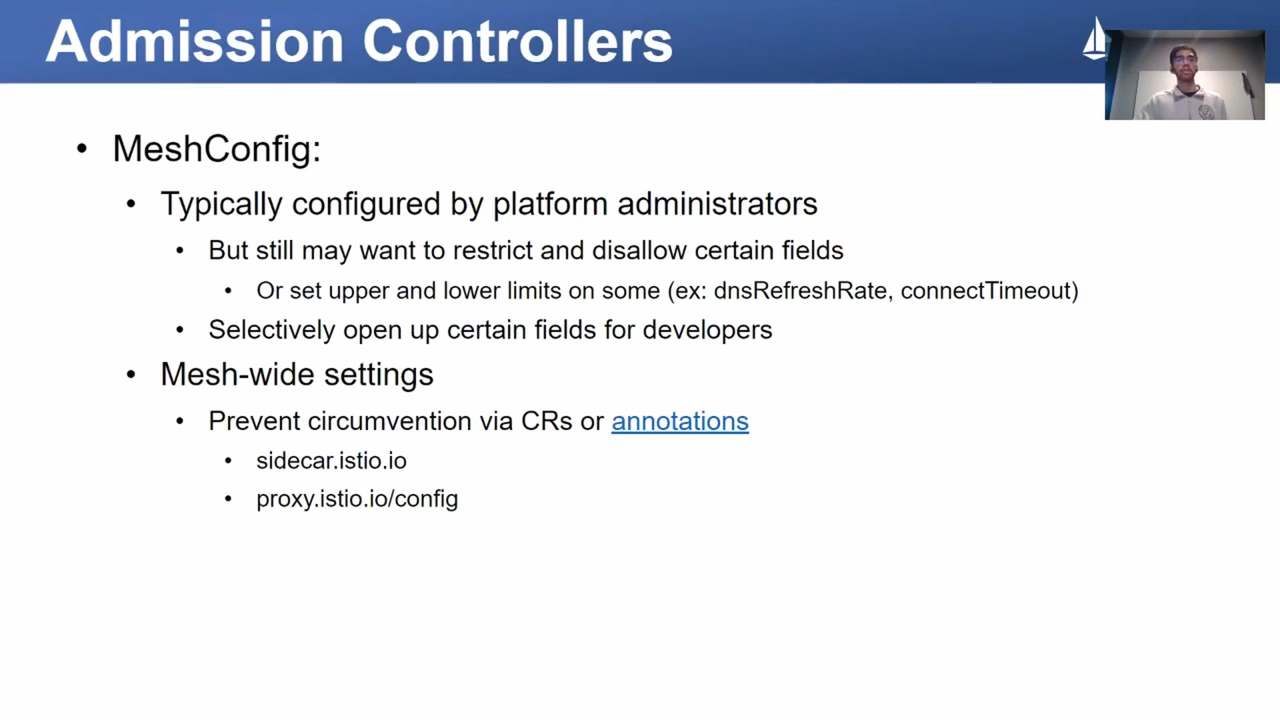 Admission Controllers
• MeshConfig:
• Typically configured by platform administrators
• But still may want to restrict and disallow certain fields
• Or set upper and lower limits on some (ex: dnsRefreshRate, connectTimeout)
• Selectively open up certain fields for developers
• Mesh-wide settings
• Prevent circumvention via CRs or annotations
• sidecar.istio.io
• proxy.istio.io/config